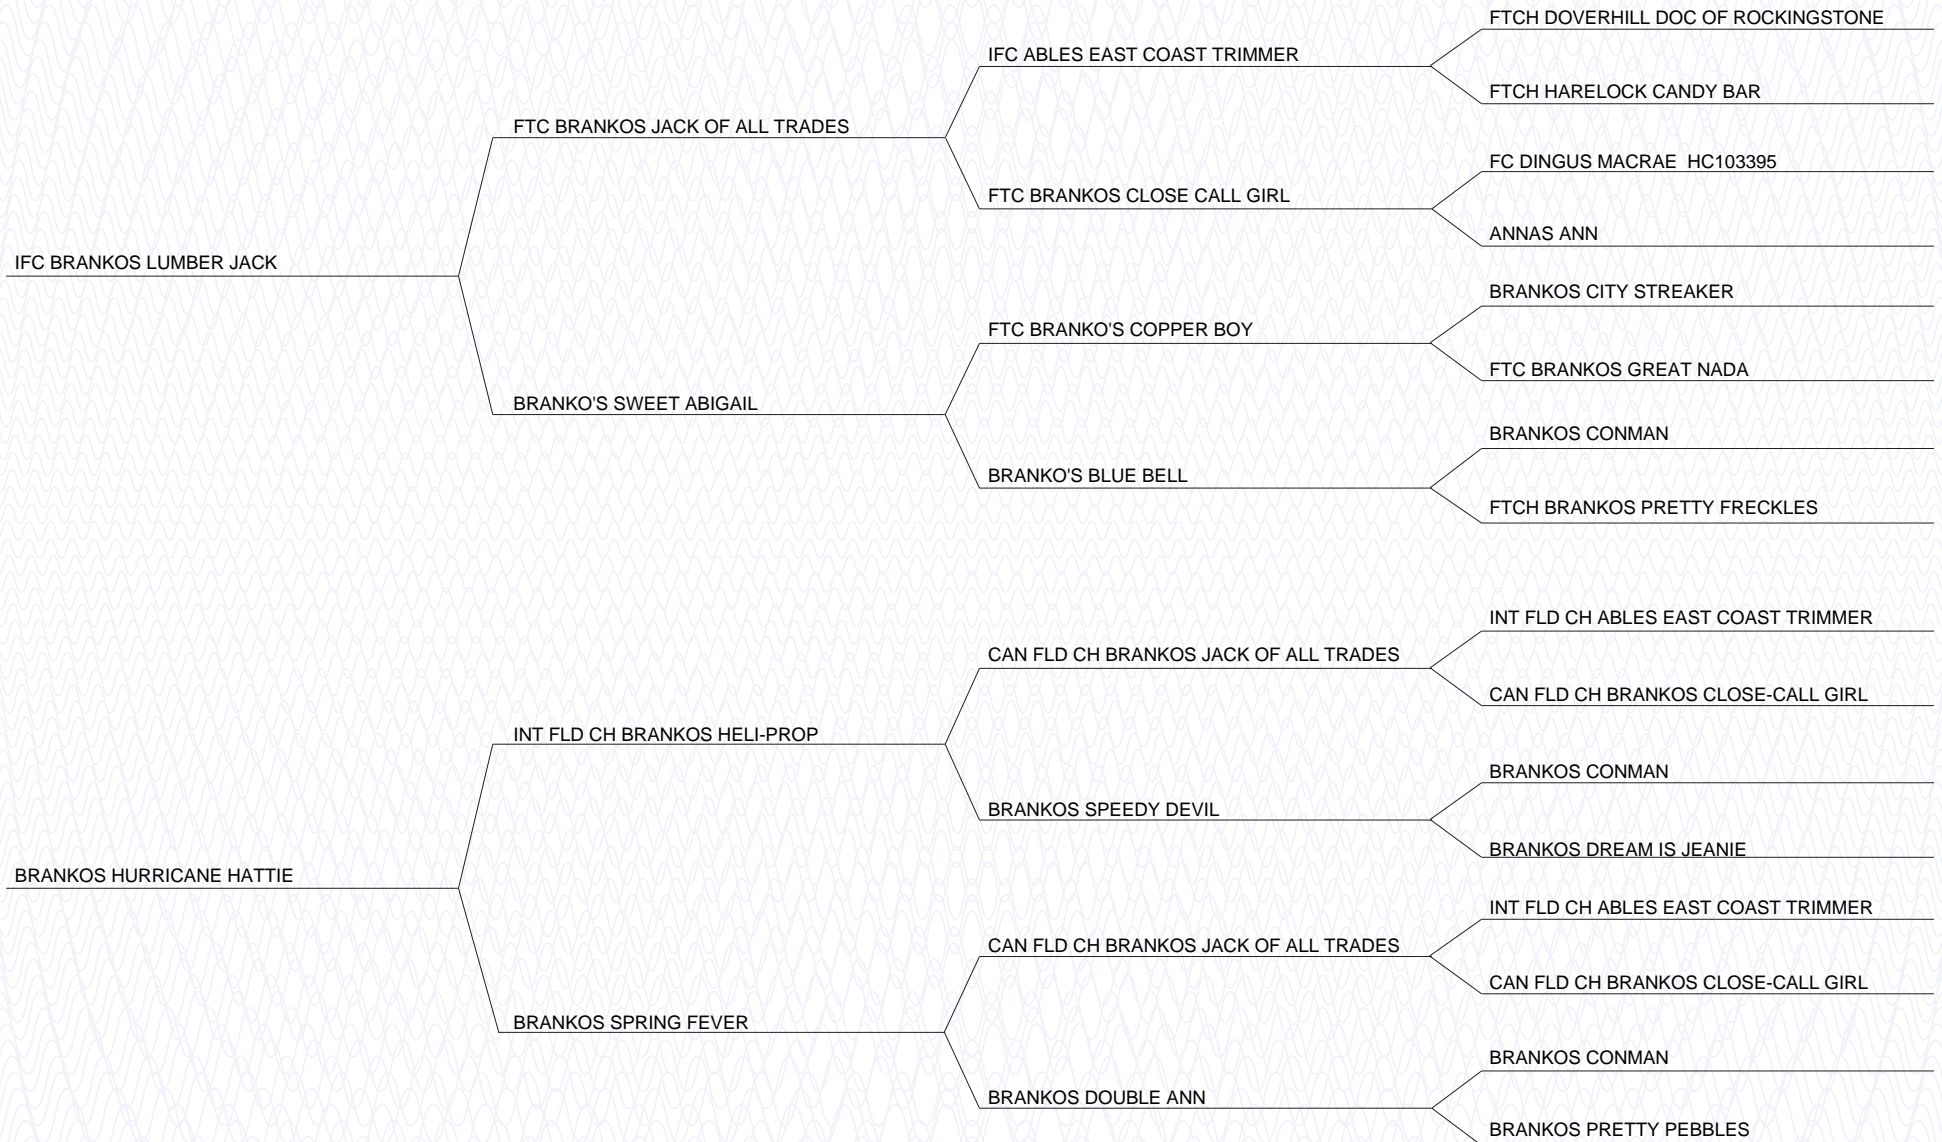 FTCH DOVERHILL DOC OF ROCKINGSTONE
IFC ABLES EAST COAST TRIMMER
FTCH HARELOCK CANDY BAR
FTC BRANKOS JACK OF ALL TRADES
FC DINGUS MACRAE  HC103395
FTC BRANKOS CLOSE CALL GIRL
ANNAS ANN
IFC BRANKOS LUMBER JACK
BRANKOS CITY STREAKER
FTC BRANKO'S COPPER BOY
FTC BRANKOS GREAT NADA
BRANKO'S SWEET ABIGAIL
BRANKOS CONMAN
BRANKO'S BLUE BELL
FTCH BRANKOS PRETTY FRECKLES
INT FLD CH ABLES EAST COAST TRIMMER
CAN FLD CH BRANKOS JACK OF ALL TRADES
CAN FLD CH BRANKOS CLOSE-CALL GIRL
INT FLD CH BRANKOS HELI-PROP
BRANKOS CONMAN
BRANKOS SPEEDY DEVIL
BRANKOS DREAM IS JEANIE
BRANKOS HURRICANE HATTIE
INT FLD CH ABLES EAST COAST TRIMMER
CAN FLD CH BRANKOS JACK OF ALL TRADES
CAN FLD CH BRANKOS CLOSE-CALL GIRL
BRANKOS SPRING FEVER
BRANKOS CONMAN
BRANKOS DOUBLE ANN
BRANKOS PRETTY PEBBLES